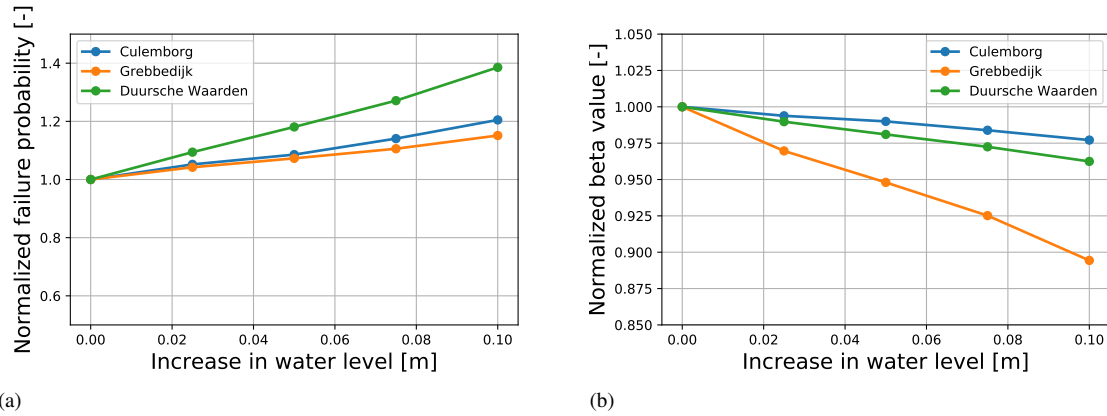 Normalized failure probability [-]
1.4
1.2
1.0
0.8
0.6
Culemborg
Grebbedijk
Duursche Waarden
0.00 0.02 0.04 0.06 0.08 0.10
Increase in water level [m]
(a)
Normalized beta value [-]
1.050
1.025
1.000
0.975
0.950
0.925
0.900
0.875
0.850
Culemborg
Grebbedijk
Duursche Waarden
0.00 0.02 0.04 0.06 0.08 0.10
Increase in water level [m]
(b)